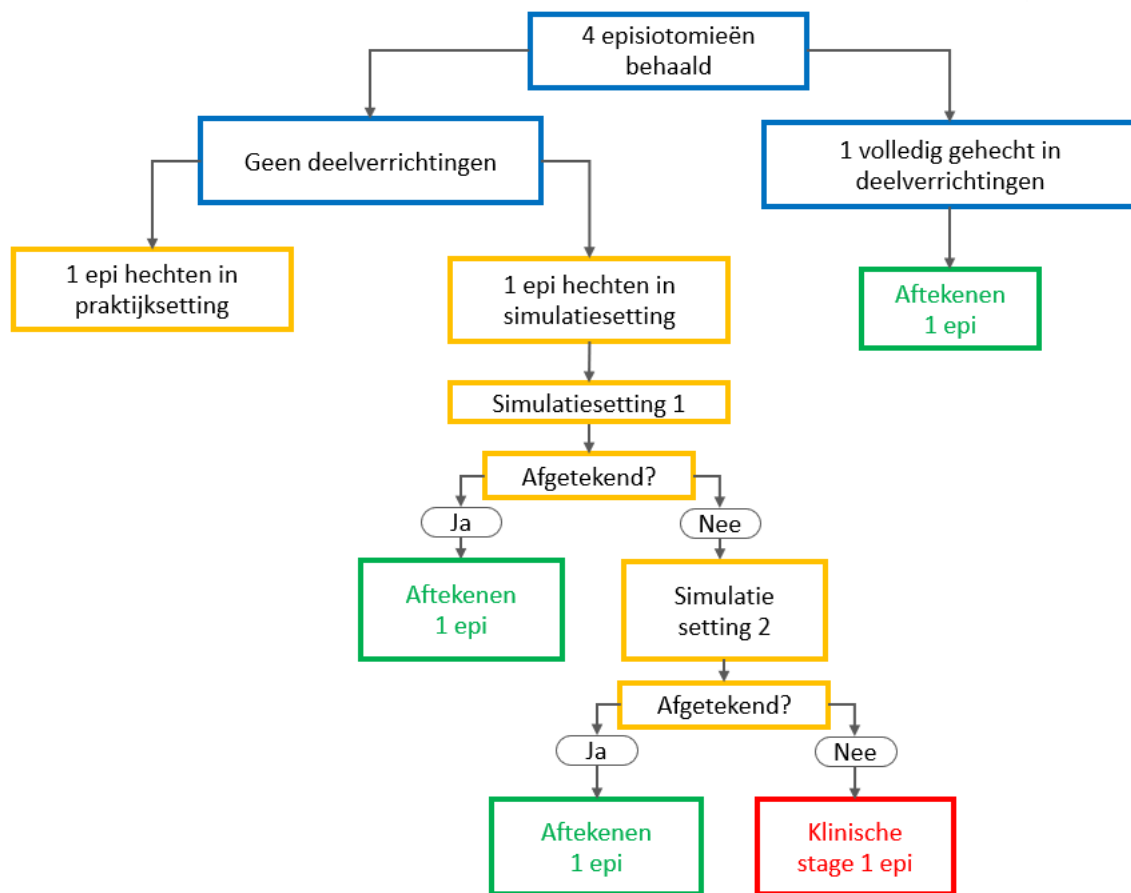 4 episiotomieën
behaald
Geen deelverrichtingen
1 volledig gehecht in
deelverrichtingen
1 epi hechten in
praktijksetting
1 epi hechten in
simulatiesetting
Aftekenen
1 epi
Simulatiesetting 1
Afgetekend?
Ja
Nee
Aftekenen
1 epi
Simulatie
setting 2
Afgetekend?
Ja
Nee
Aftekenen
1 epi
Klinische
stage 1 epi